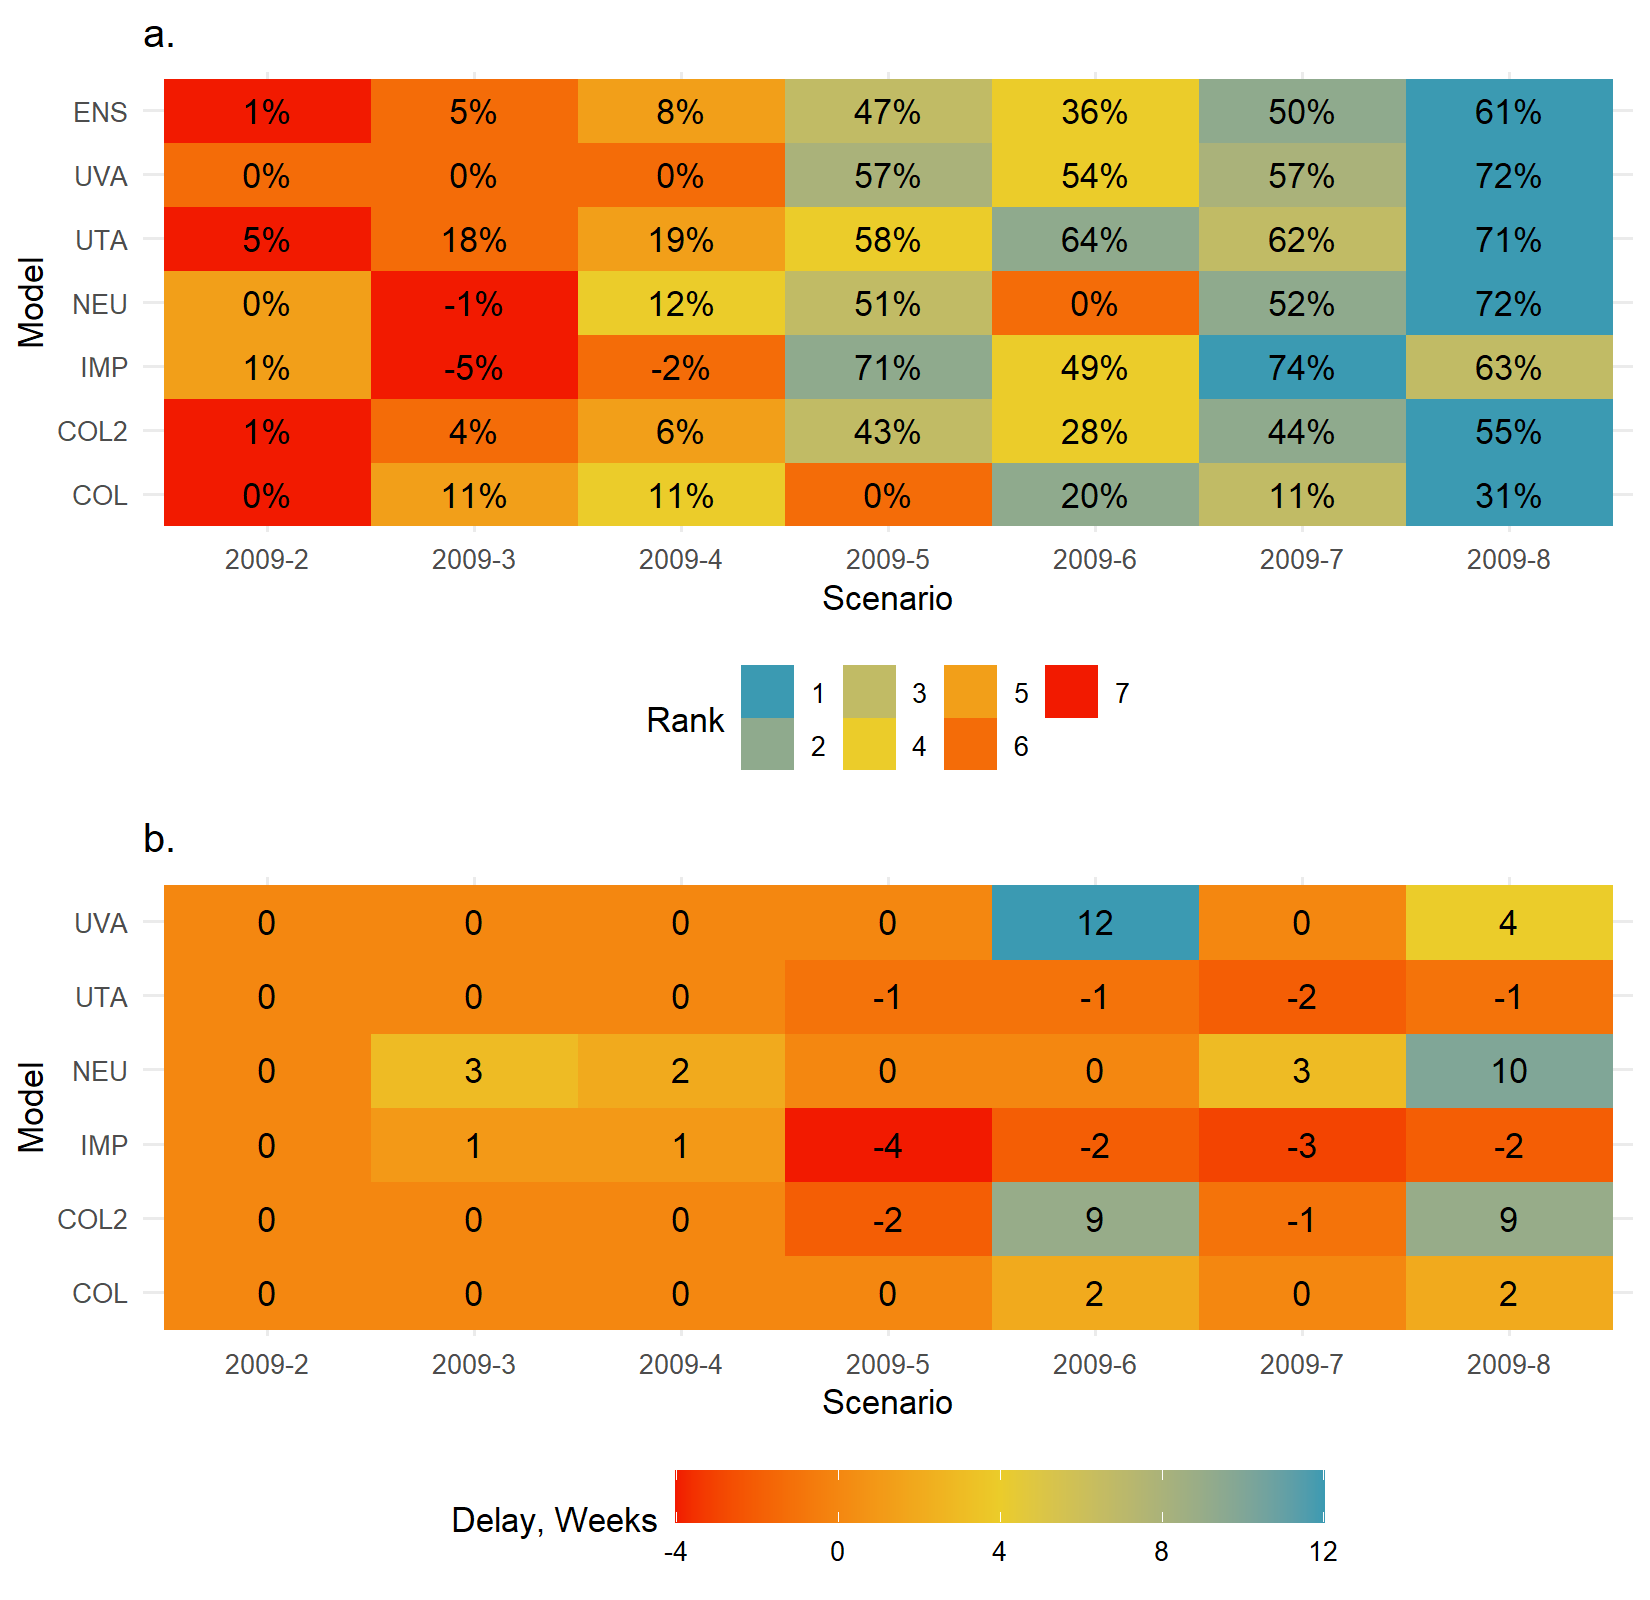 a.
ENS 1% 5% 8% 47% 36% 50% 61%
UVA 0% 0% 0% 57% 54% 57% 72%
UTA 5% 18% 19% 58% 64% 62% 71%
NEU 0% -1% 12% 51% 0% 52% 72%
IMP 1% -5% -2% 71% 49% 74% 63%
COL2 1% 4% 6% 43% 28% 44% 55%
COL 0% 11% 11% 0% 20% 11% 31%
Model
2009-2 2009-3 2009-4 2009-5 2009-6 2009-7 2009-8
Scenario
Rank
1 3 5 7
2 4 6
b.
UVA 0 0 0 0 12 0 4
UTA 0 0 0 -1 -1 -2 -1
NEU 0 3 2 0 0 3 10
IMP 0 1 1 -4 -2 -3 -2
COL2 0 0 0 -2 9 -1 9
COL 0 0 0 0 2 0 2
Model
2009-2 2009-3 2009-4 2009-5 2009-6 2009-7 2009-8
Scenario
Delay, Weeks
-4 0 4 8 12